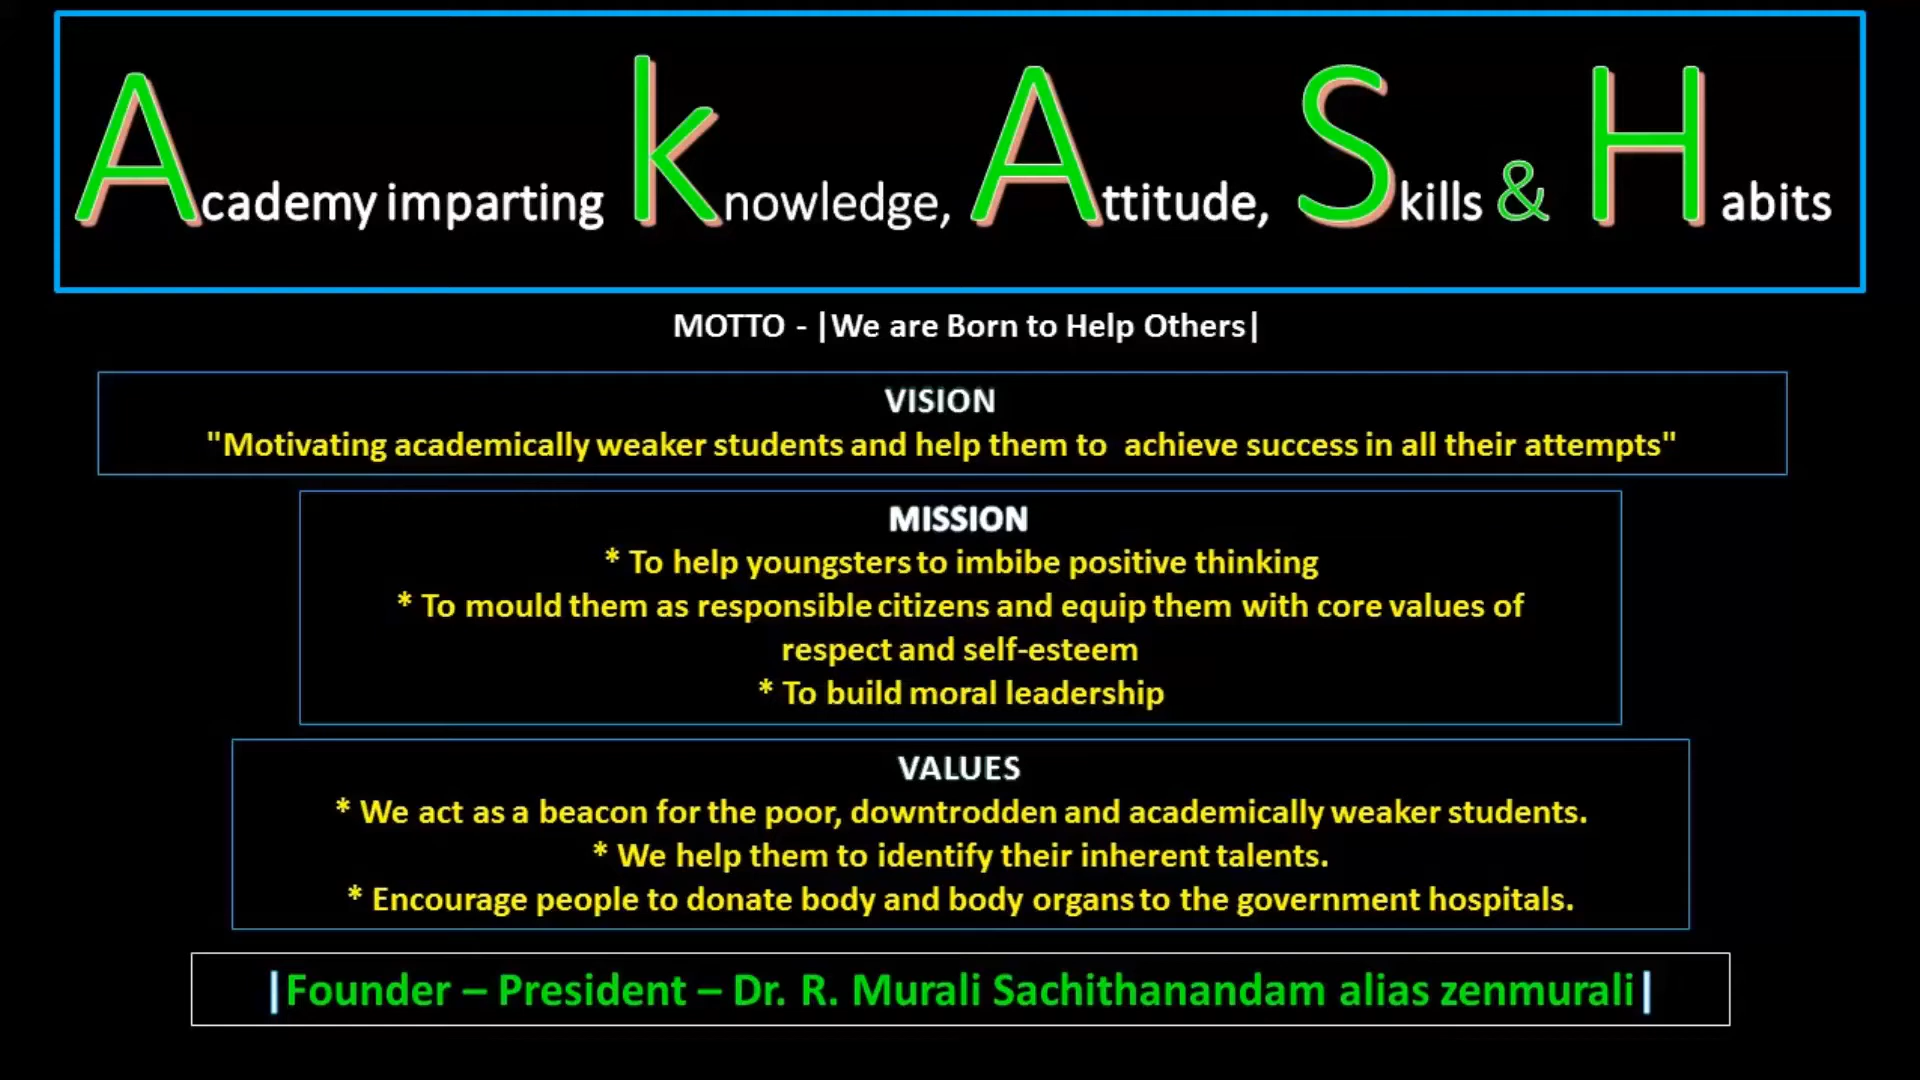 Academy imparting knowledge, Attitude, Skills & Habits
MOTTO - |We are Born to Help Others|
VISION
"Motivating academically weaker students and help them to achieve success in all their attempts"
MISSION
* To help youngsters to imbibe positive thinking
* To mould them as responsible citizens and equip them with core values of
respect and self-esteem
* To build moral leadership
VALUES
* We act as a beacon for the poor, downtrodden and academically weaker students.
* We help them to identify their inherent talents.
* Encourage people to donate body and body organs to the government hospitals.
|Founder – President – Dr. R. Murali Sachithanandam alias zenmurali|